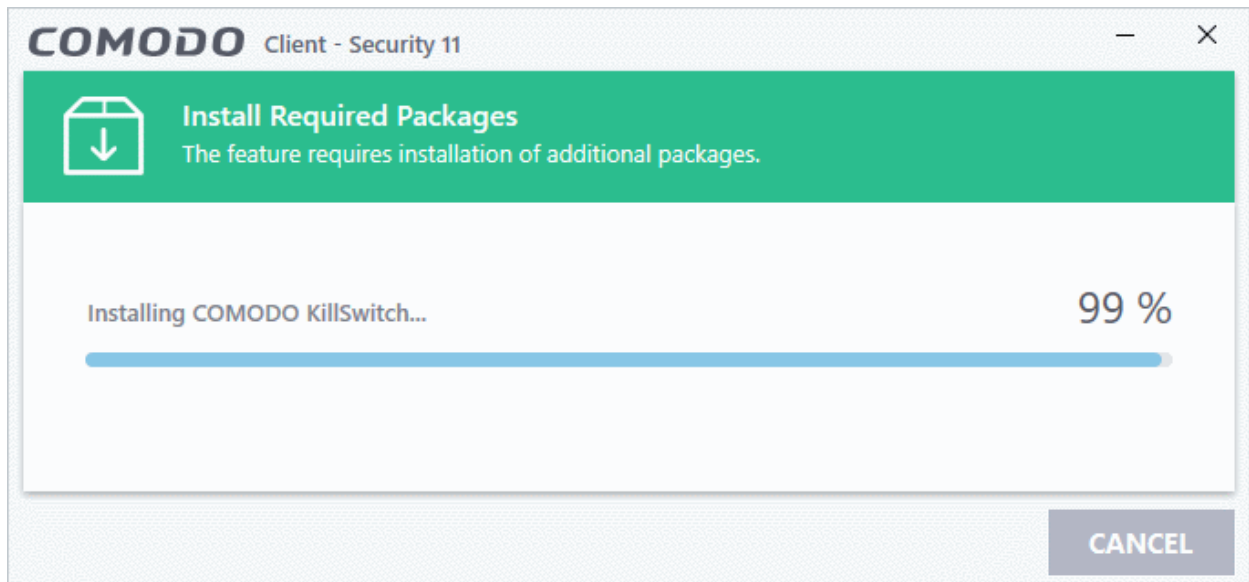 COMODO Client - Security 11
Install Required Packages
The feature requires installation of additional packages.
Installing COMODO KillSwitch... 99 %
CANCEL